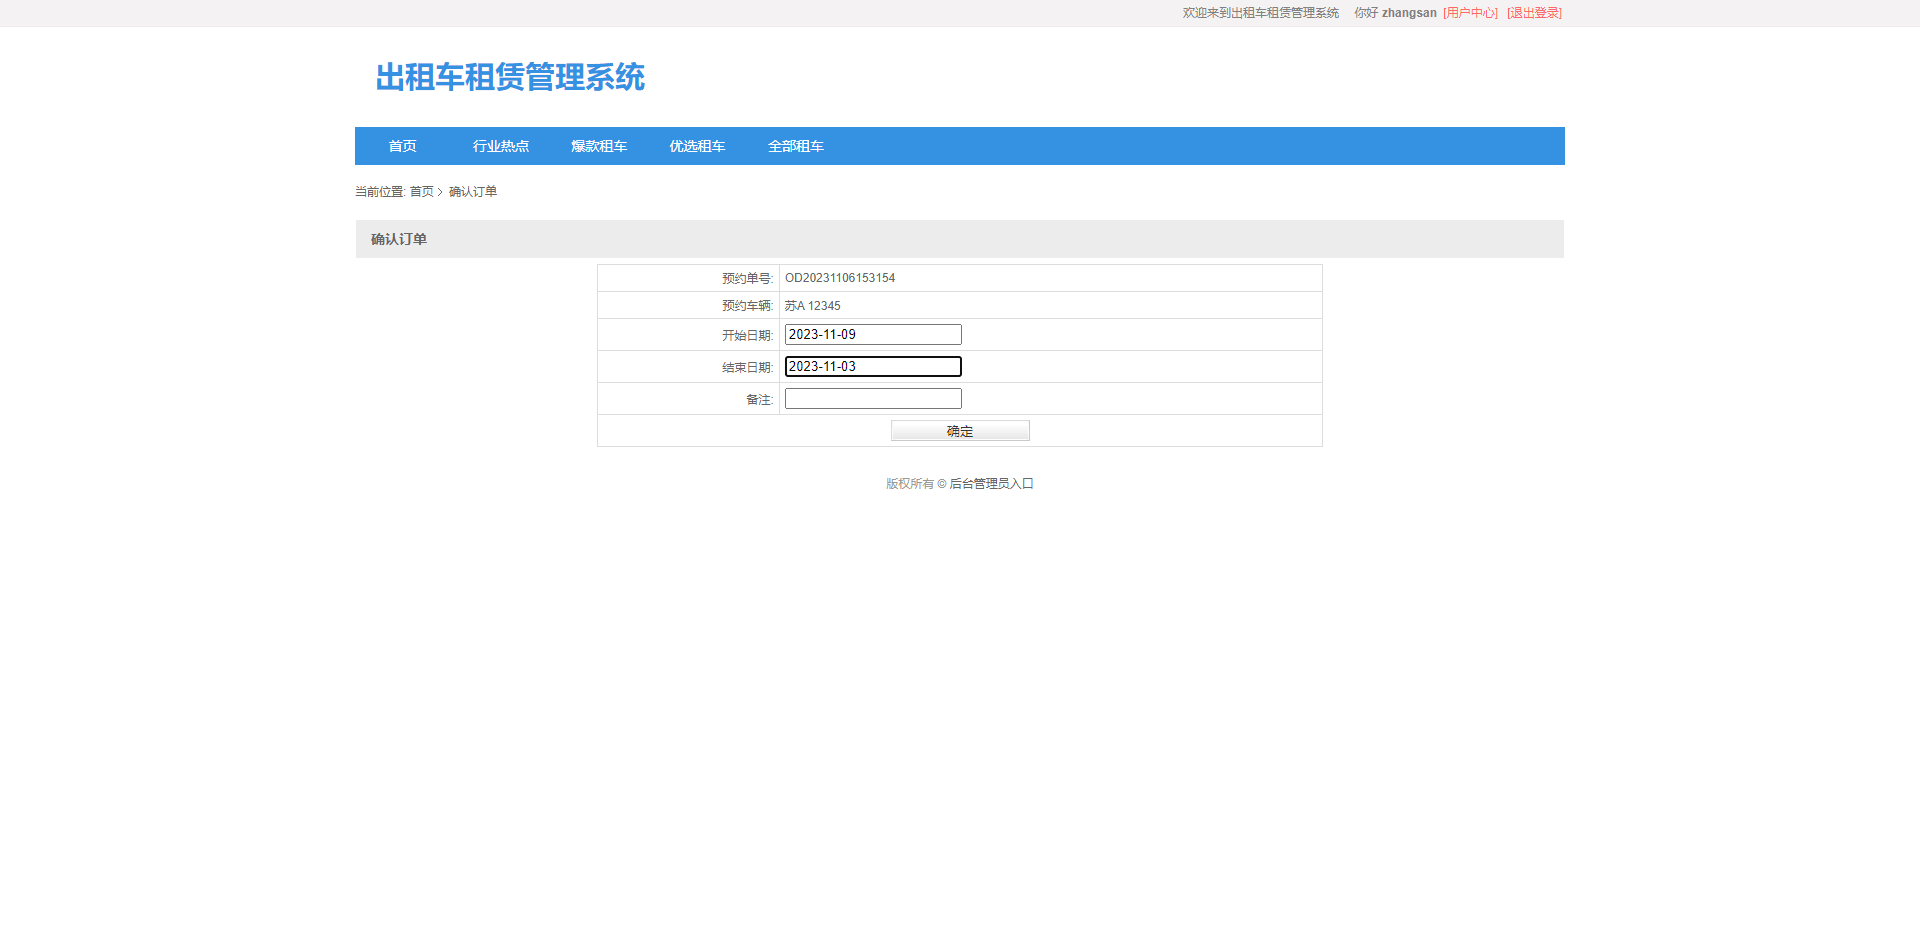 欢迎来到出租车租赁管理系统 你好 zhangsan [用户中心] [退出登录]
出租车租赁管理系统
首页 行业热点 爆款租车 优选租车 全部租车
当前位置: 首页 > 确认订单
确认订单
预约单号: OD20231106153154
预约车辆: 苏A 12345
开始日期: 2023-11-09
结束日期: 2023-11-03
备注:
确定
版权所有 © 后台管理员入口